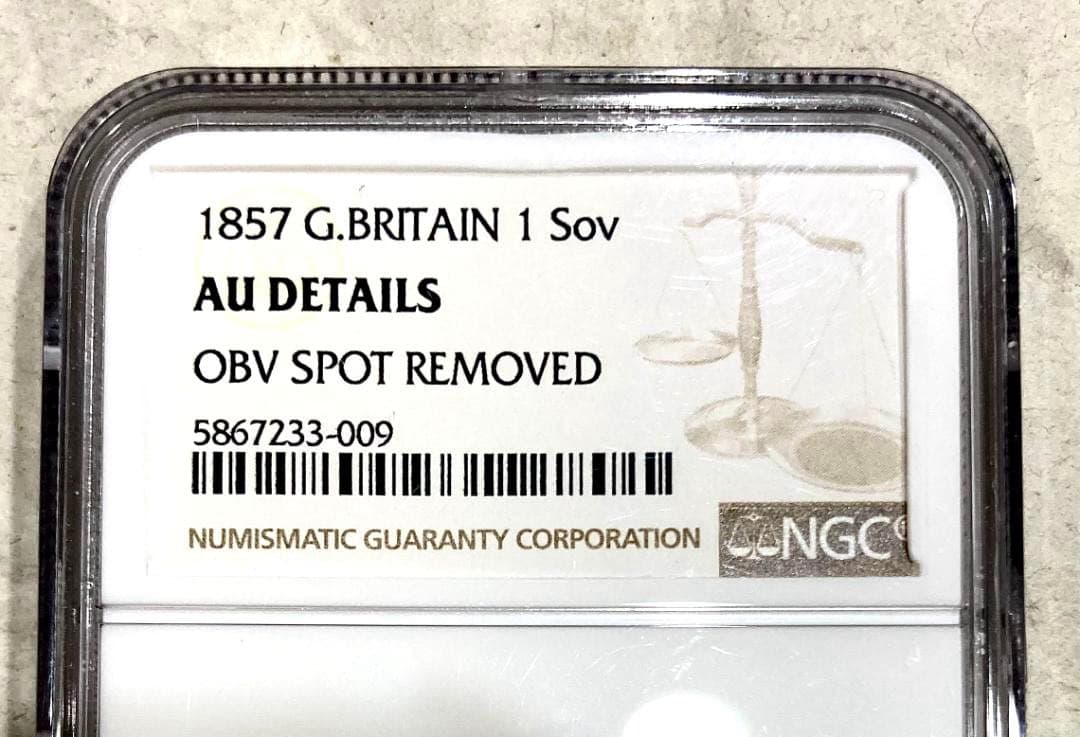 1857 G.BRITAIN 1 Sov
AU DETAILS
OBV SPOT REMOVED
5867233-009
NUMISMATIC GUARANTY CORPORATION
NGC